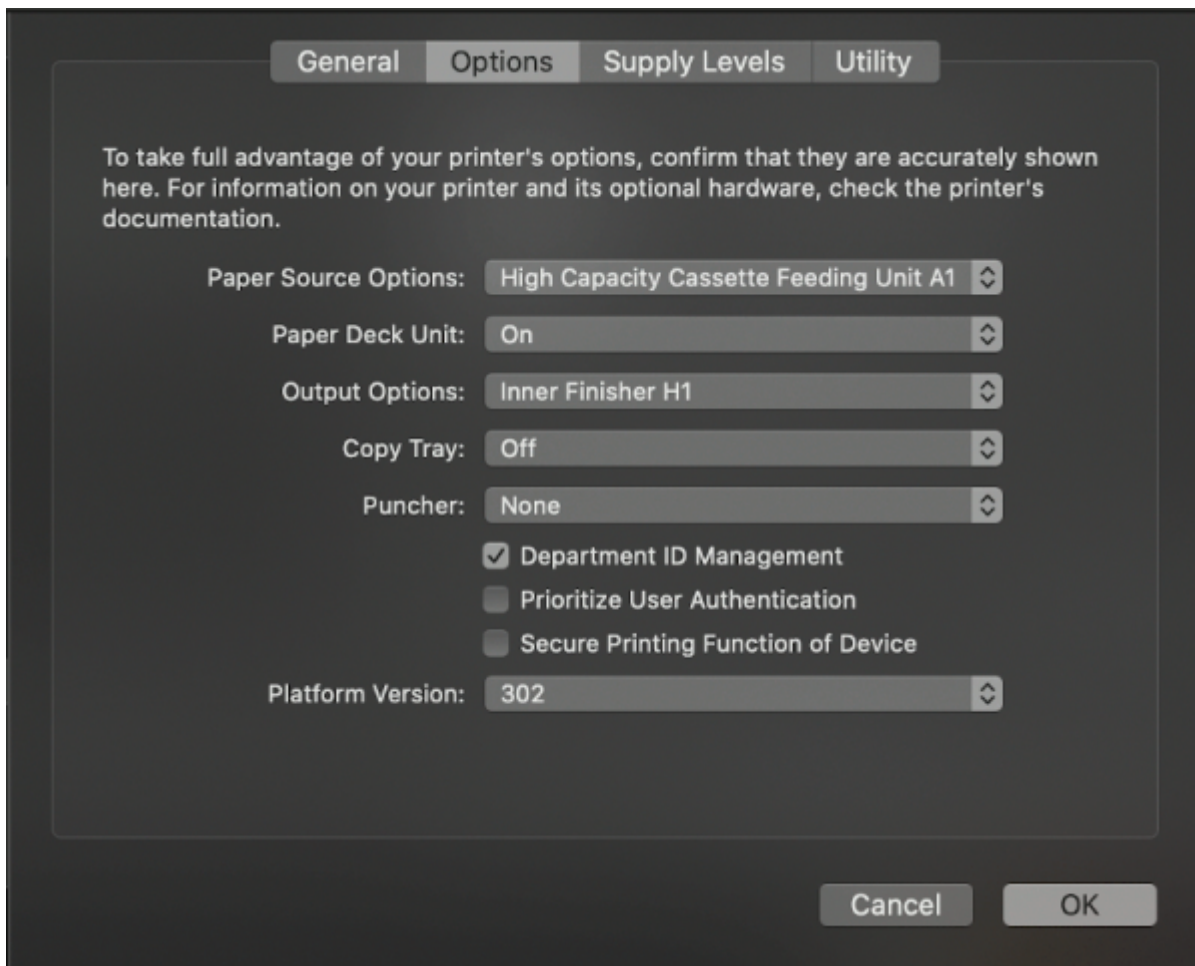 General Options Supply Levels Utility
To take full advantage of your printer's options, confirm that they are accurately shown
here. For information on your printer and its optional hardware, check the printer's
documentation.
Paper Source Options: High Capacity Cassette Feeding Unit A1
Paper Deck Unit: On
Output Options: Inner Finisher H1
Copy Tray: Off
Puncher: None
Department ID Management
Prioritize User Authentication
Secure Printing Function of Device
Platform Version: 302
Cancel OK